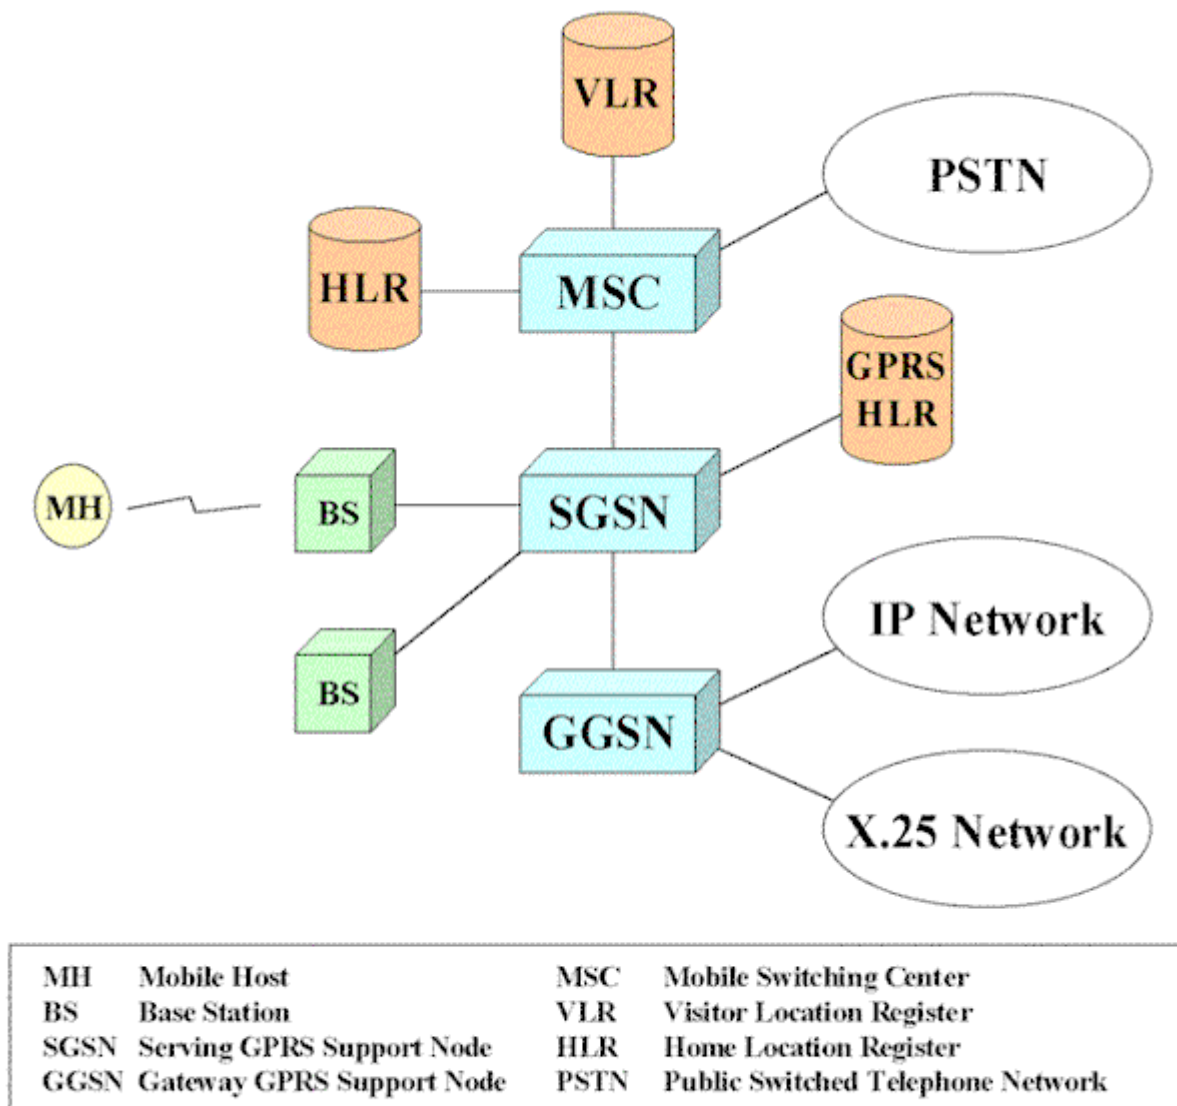 VLR
PSTN
HLR
MSC
GPRS
HLR
MH
BS
SGSN
IP Network
BS
GGSN
X.25 Network
MH Mobile Host
BS Base Station
SGSN Serving GPRS Support Node
GGSN Gateway GPRS Support Node
MSC Mobile Switching Center
VLR Visitor Location Register
HLR Home Location Register
PSTN Public Switched Telephone Network